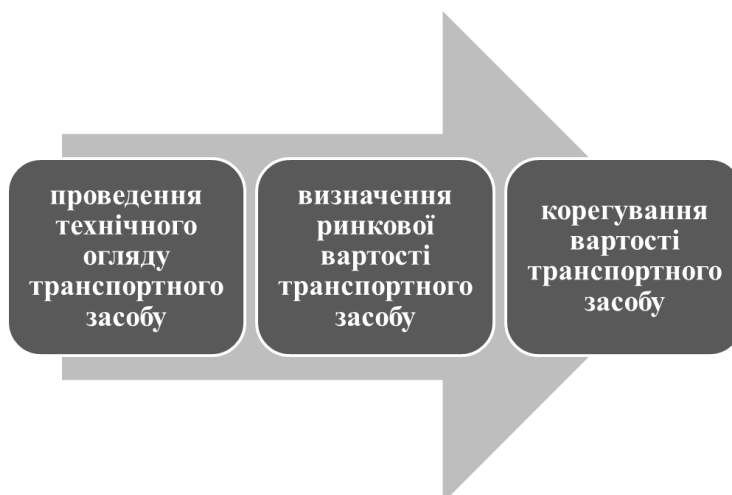 проведення
технічного
огляду
транспортного
засобу
визначення
ринкової
вартості
транспортного
засобу
корегування
вартості
транспортного
засобу